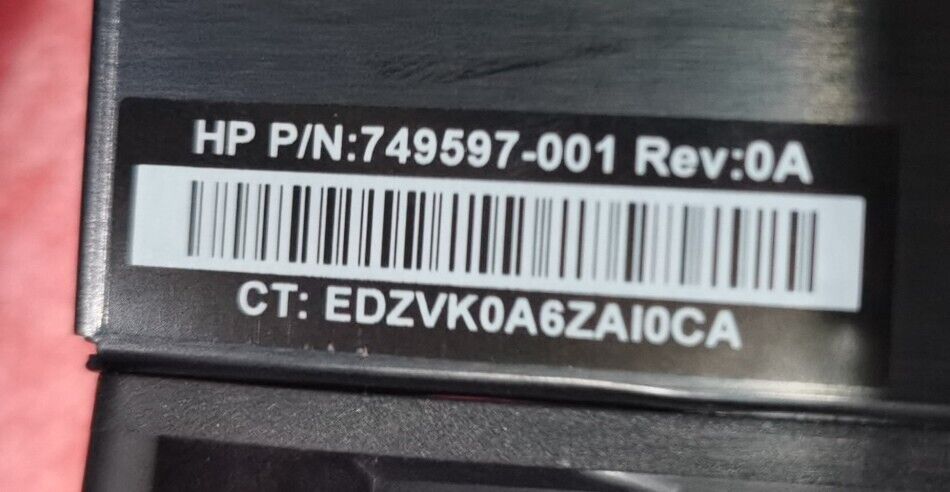 HP P/N:749597-001 Rev:0A
CT: EDZVK0A6ZAI0CA